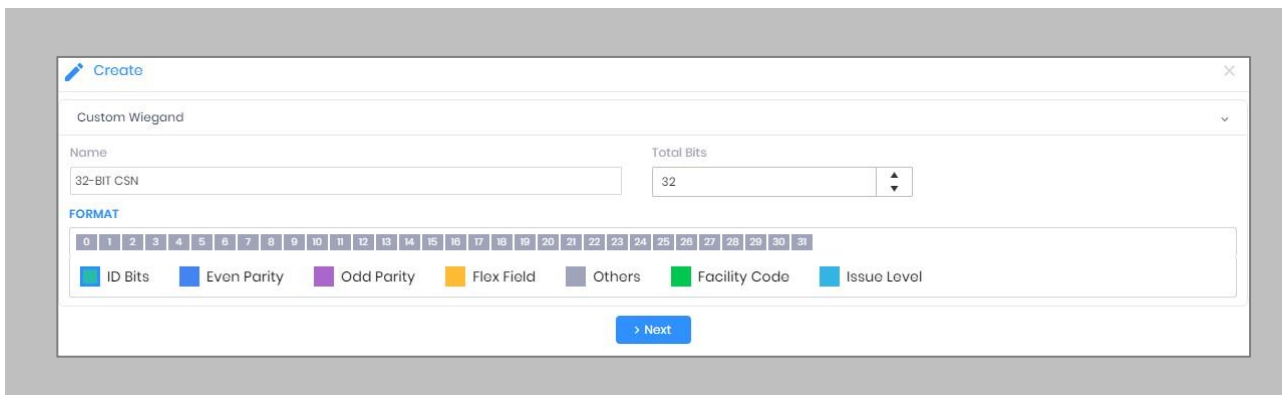 Create
Custom Wiegand
Name Total Bits
32-BIT CSN 32
FORMAT
0 1 2 3 4 5 6 7 8 9 10 11 12 13 14 15 16 17 18 19 20 21 22 23 24 25 26 27 28 29 30 31
ID Bits Even Parity Odd Parity Flex Field Others Facility Code Issue Level
> Next